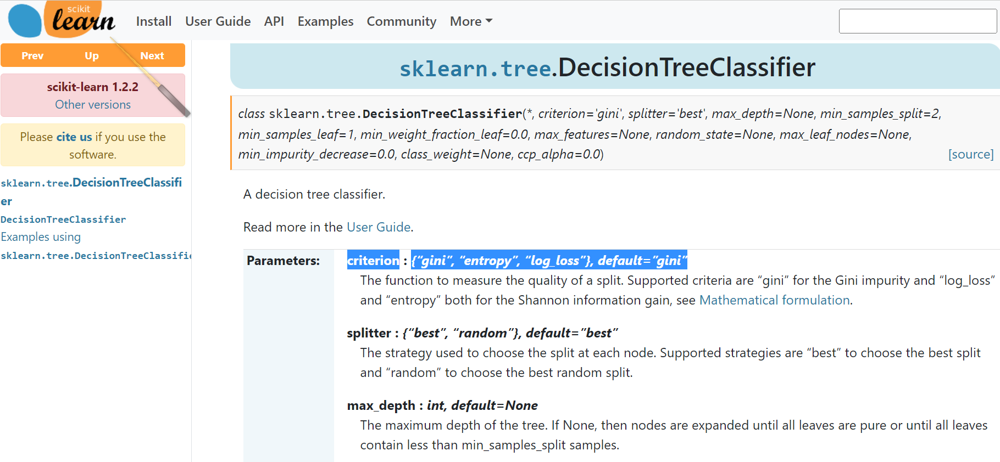 scikit
learn
Install User Guide API Examples Community More
Prev Up Next
scikit-learn 1.2.2
Other versions
Please cite us if you use the
software.
sklearn.tree.DecisionTreeClassifi
er
DecisionTreeClassifier
Examples using
sklearn.tree.DecisionTreeClassifie
sklearn.tree.DecisionTreeClassifier
class sklearn.tree.DecisionTreeClassifier(*, criterion='gini', splitter='best', max_depth=None, min_samples_split=2,
min_samples_leaf=1, min_weight_fraction_leaf=0.0, max_features=None, random_state=None, max_leaf_nodes=None,
min_impurity_decrease=0.0, class_weight=None, ccp_alpha=0.0) [source]
A decision tree classifier.
Read more in the User Guide.
Parameters: criterion : {“gini”, “entropy”, “log_loss”}, default=”gini”
The function to measure the quality of a split. Supported criteria are “gini” for the Gini impurity and “log_loss”
and “entropy” both for the Shannon information gain, see Mathematical formulation.
splitter : {“best”, “random”}, default=”best”
The strategy used to choose the split at each node. Supported strategies are “best” to choose the best split
and “random” to choose the best random split.
max_depth : int, default=None
The maximum depth of the tree. If None, then nodes are expanded until all leaves are pure or until all leaves
contain less than min_samples_split samples.